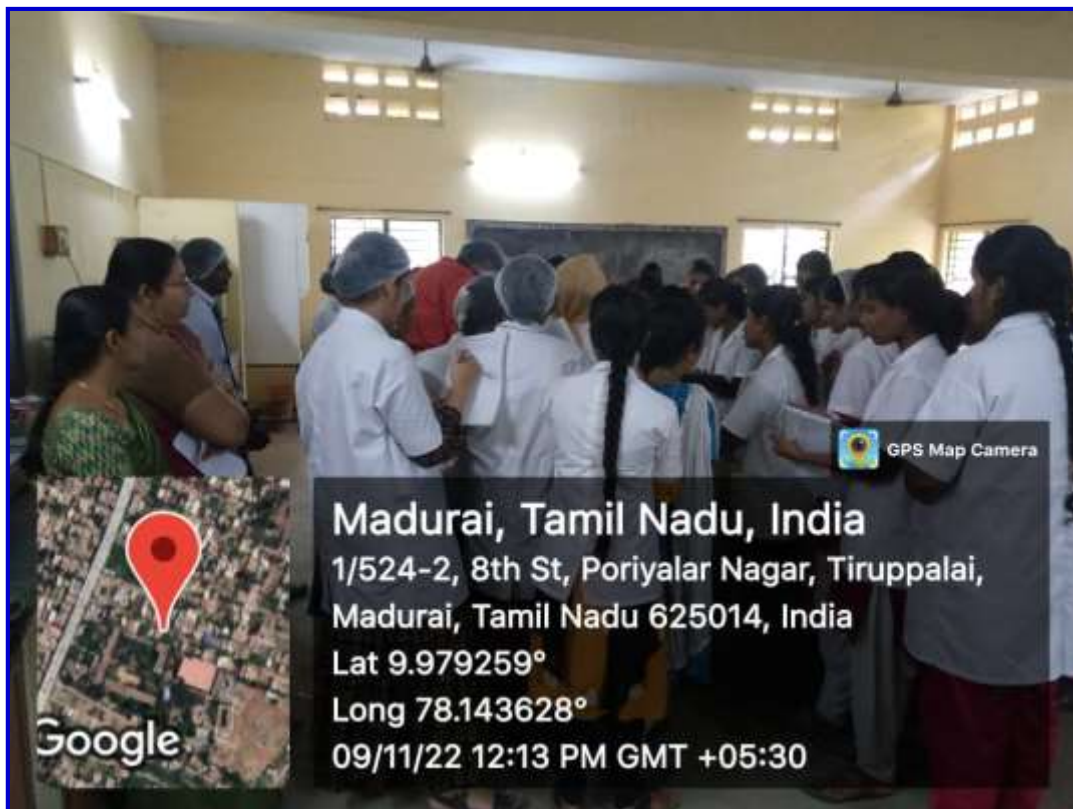 GPS Map Camera
Madurai, Tamil Nadu, India
1/524-2, 8th St, Poriyalar Nagar, Tiruppalai,
Madurai, Tamil Nadu 625014, India
Lat 9.979259°
Long 78.143628°
09/11/22 12:13 PM GMT +05:30
Google